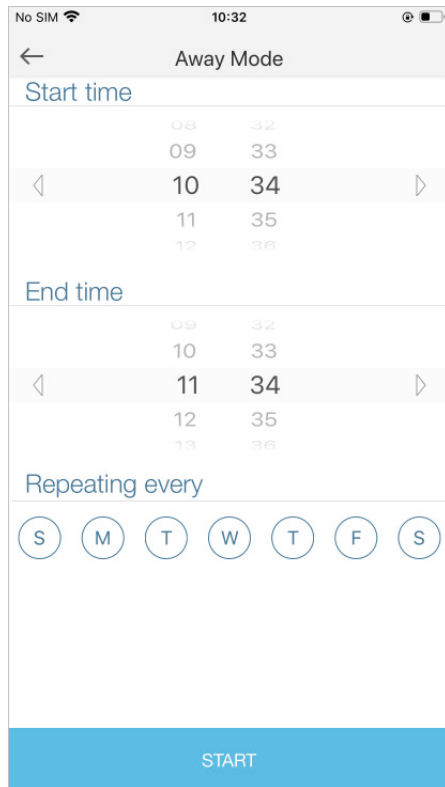 No SIM 10:32
Away Mode
Start time
08 32
09 33
10 34
11 35
12 36
End time
09 32
10 33
11 34
12 35
13 36
Repeating every
S M T W T F S
START